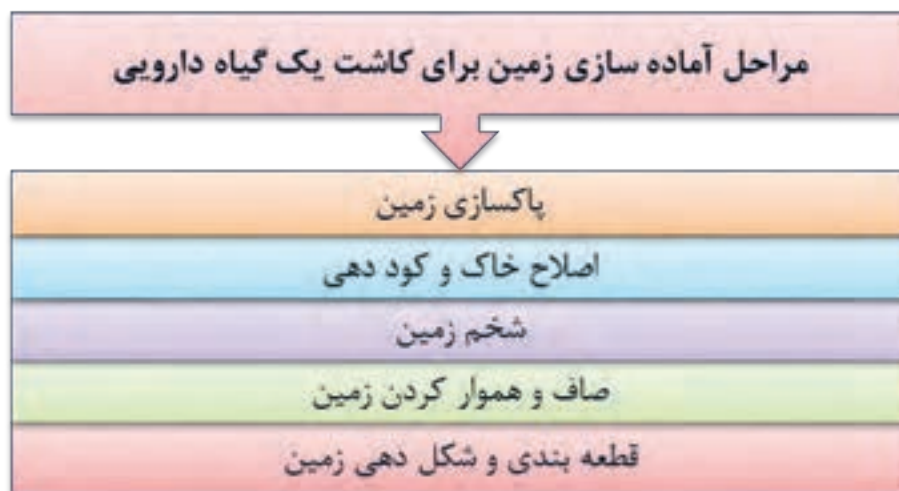 مراحل آماده سازی زمین برای کاشت یک گیاه دارویی
پاکسازی زمین
اصلاح خاک و کود دهی
شخم زمین
صاف و هموار کردن زمین
قطعه بندی و شکل دهی زمین